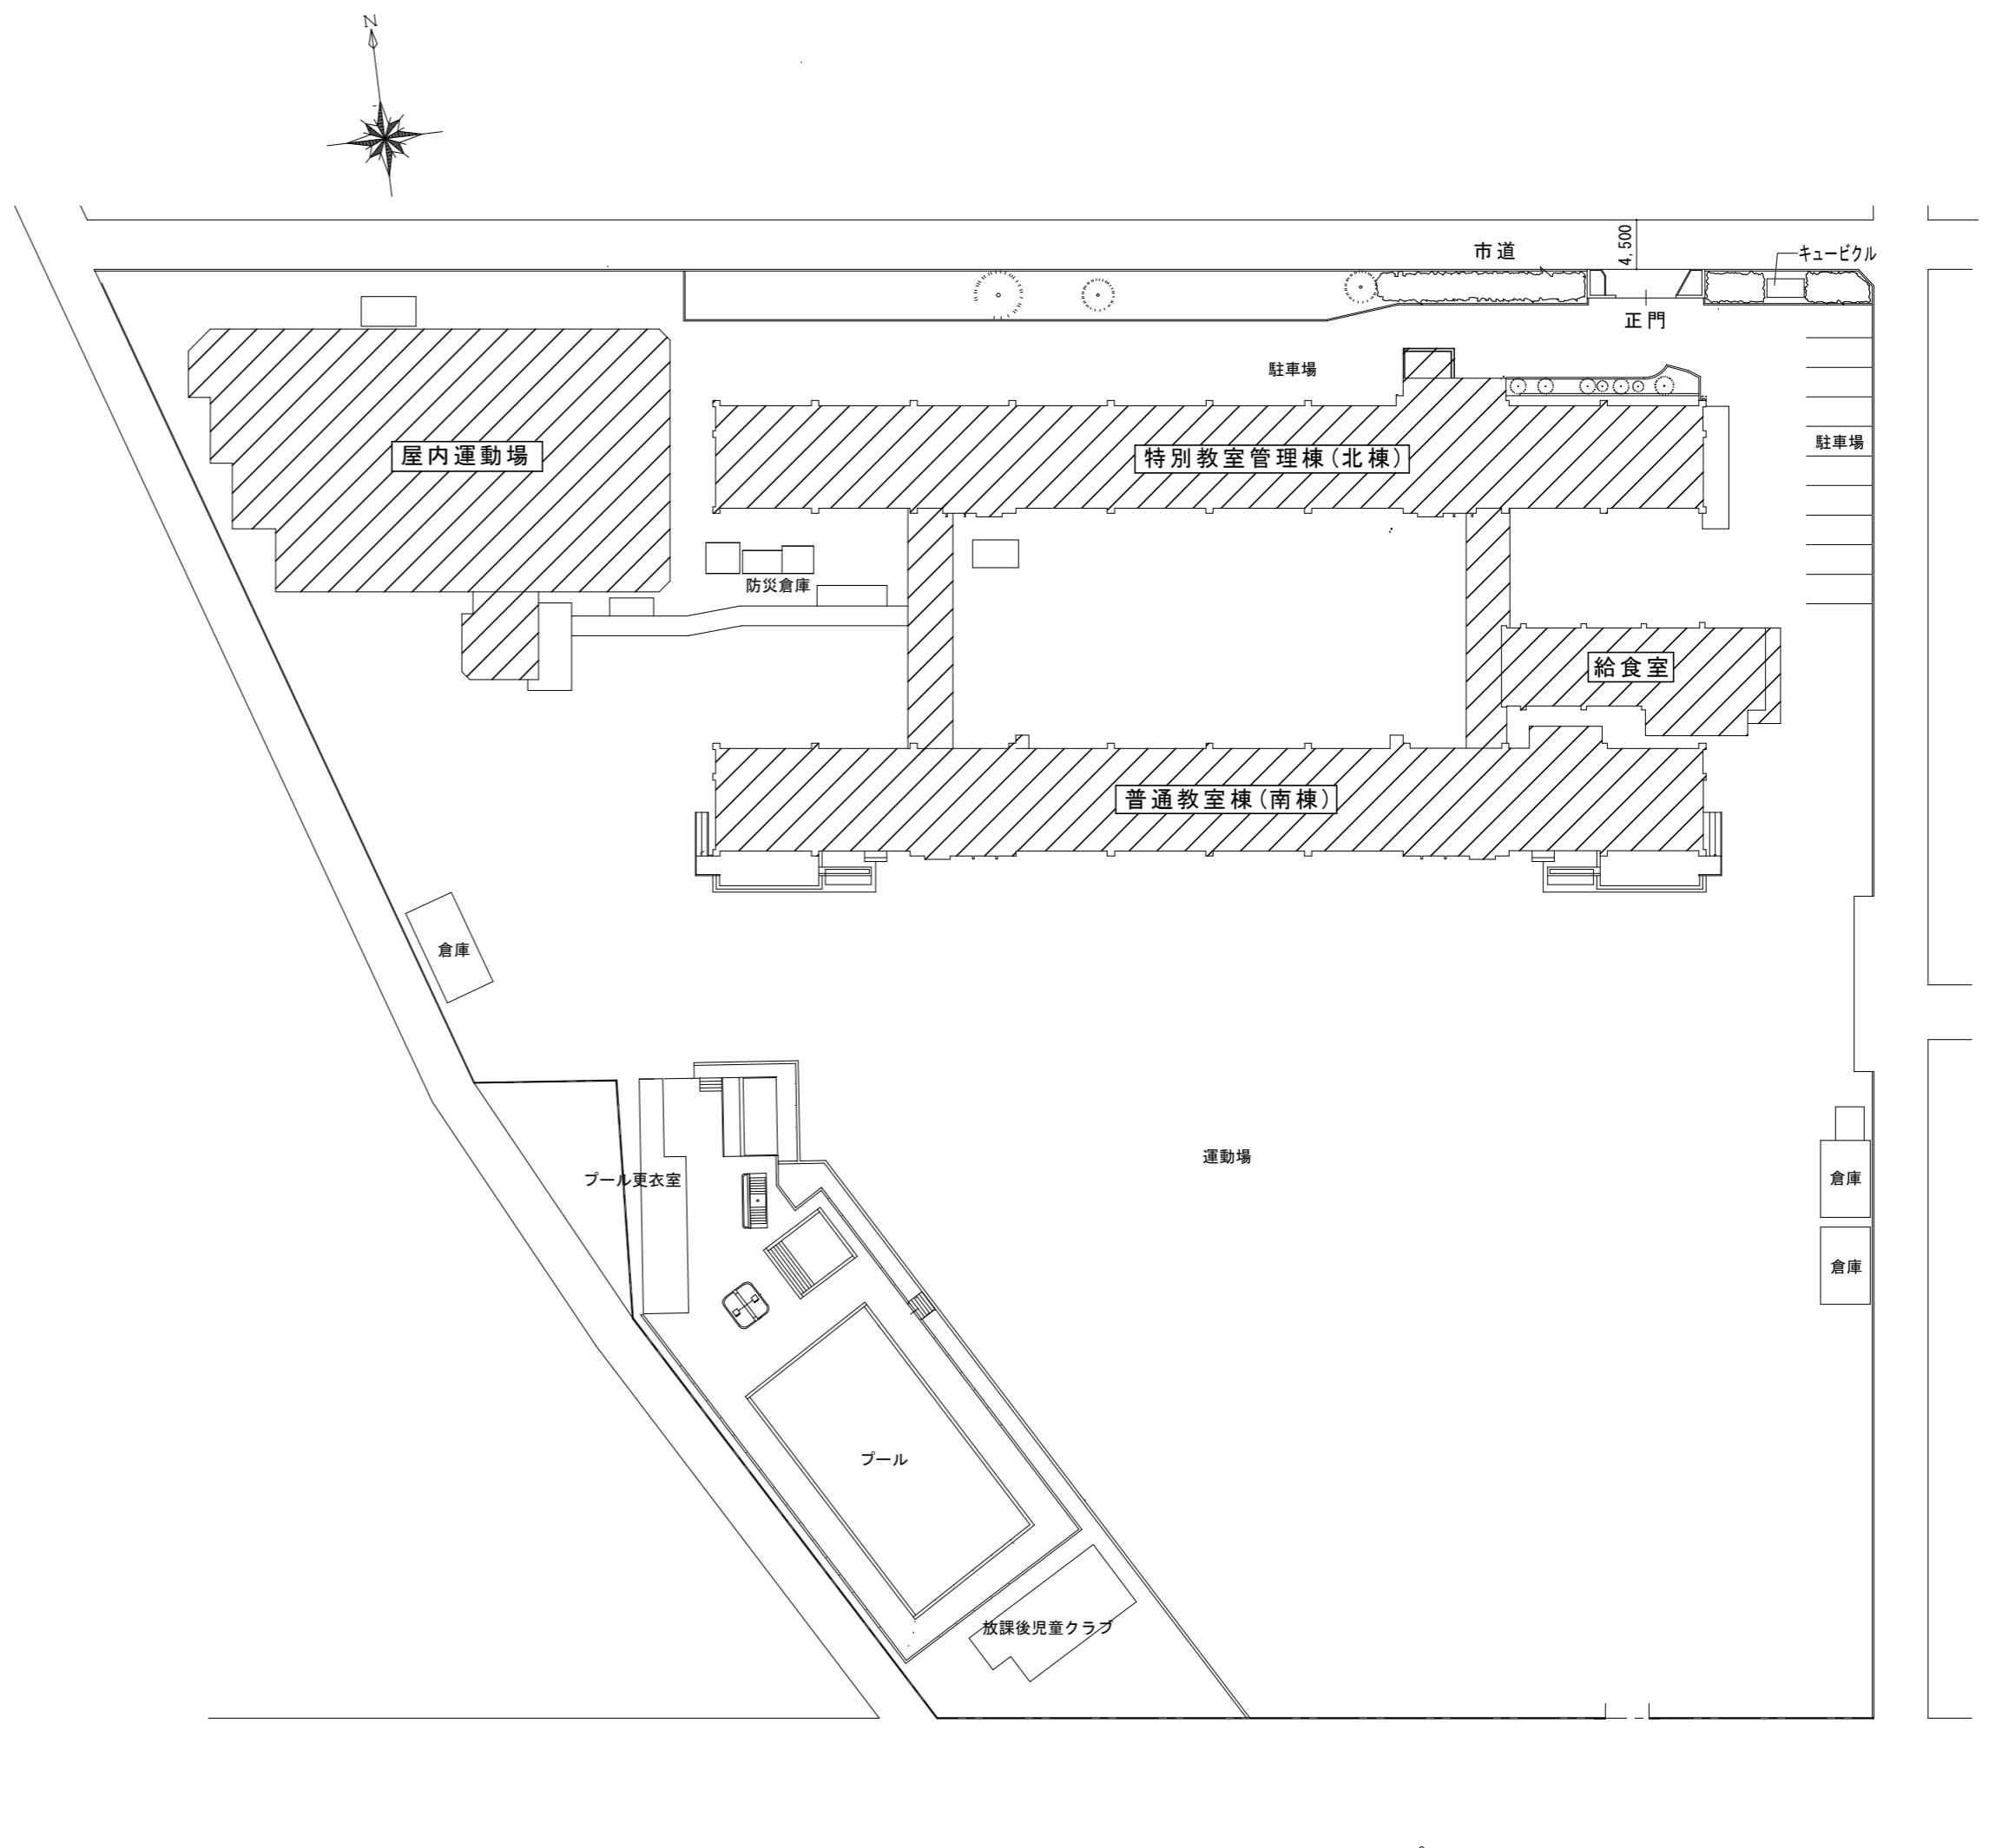 N
市道
4,500
キュービクル
正門
駐車場
駐車場
屋内運動場
特別教室管理棟(北棟)
防災倉庫
給食室
普通教室棟(南棟)
倉庫
運動場
プール更衣室
倉庫
倉庫
プール
放課後児童クラブ